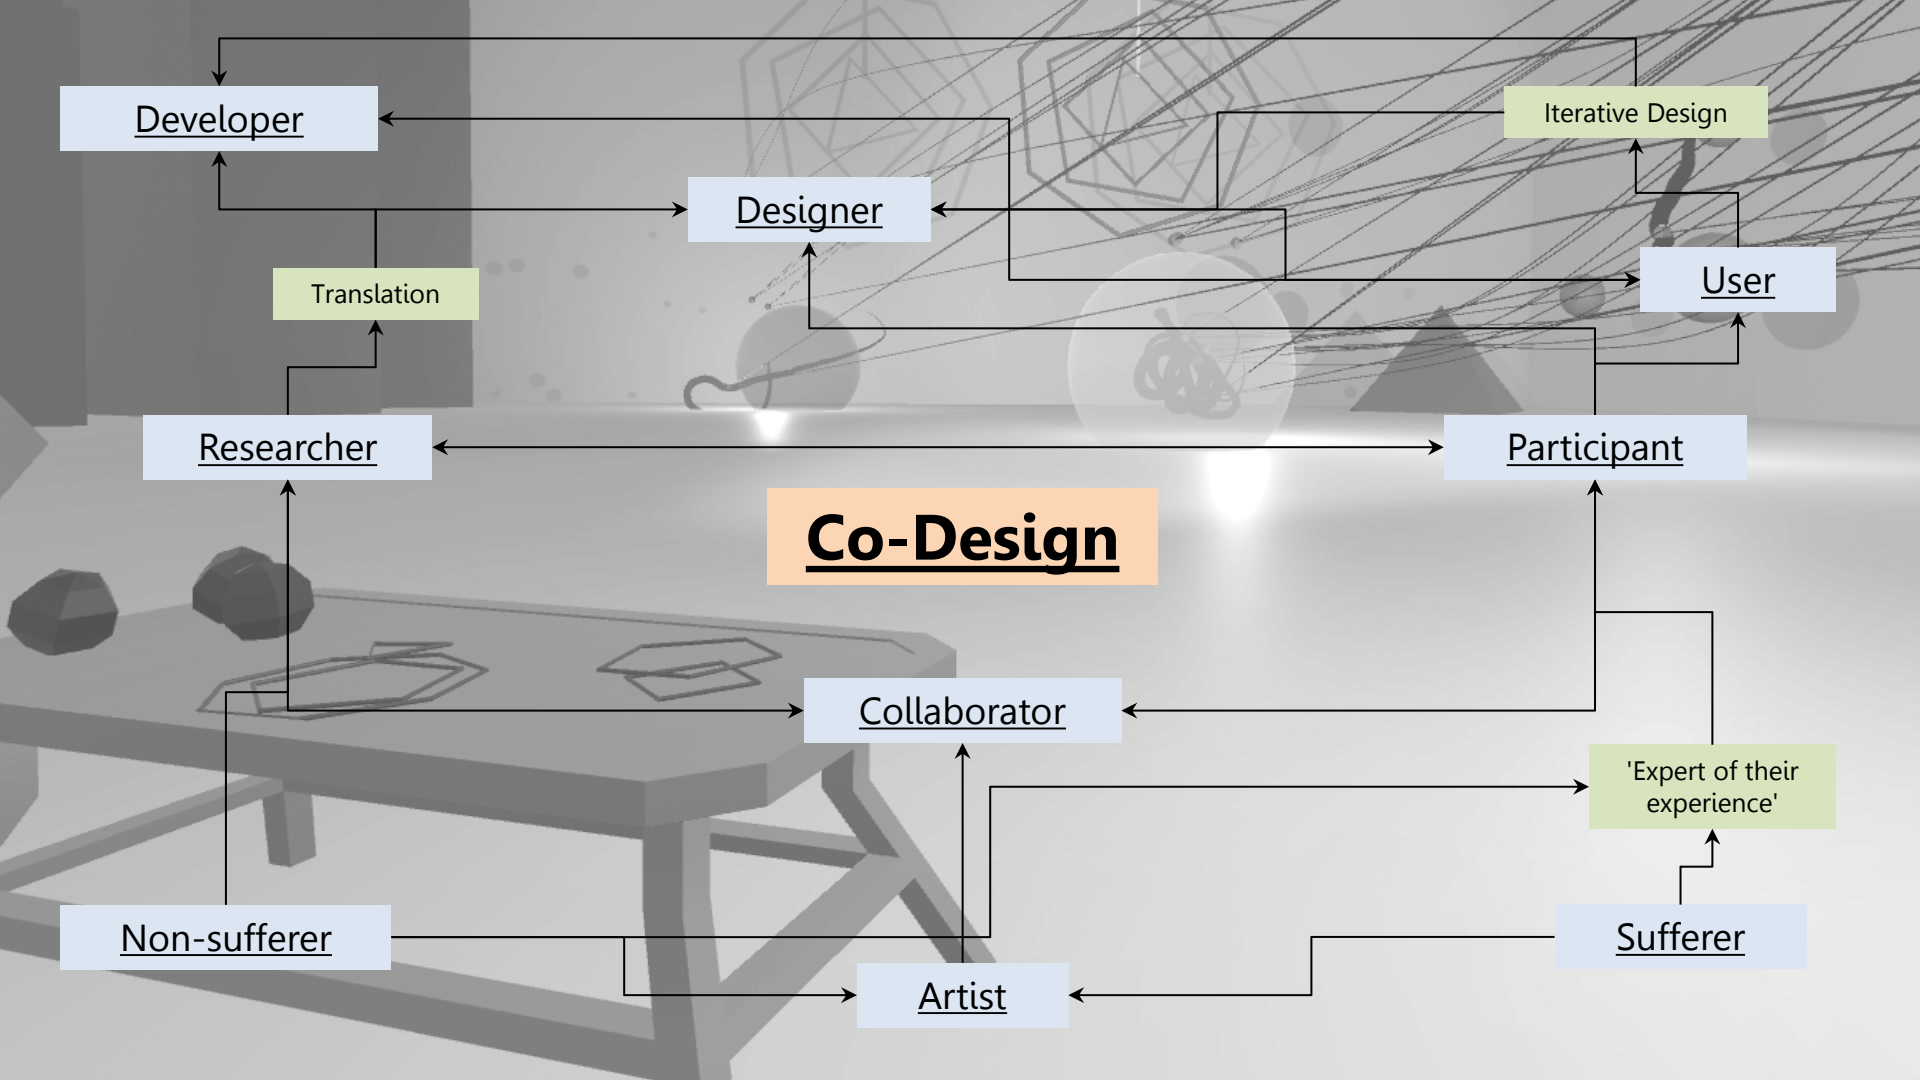 Developer
Iterative Design
Designer
User
Translation
Researcher
Participant
Co-Design
Collaborator
'Expert of their
experience'
Non-sufferer
Sufferer
Artist